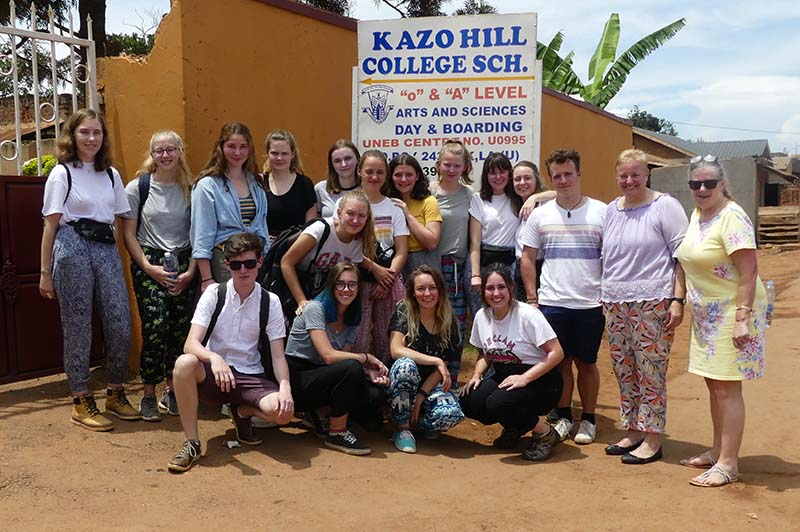 KAZO HILL
COLLEGE SCH.
"o" & "A" LEVEL
ARTS AND SCIENCES
DAY & BOARDING
UNEB CENTRE NO. U0995